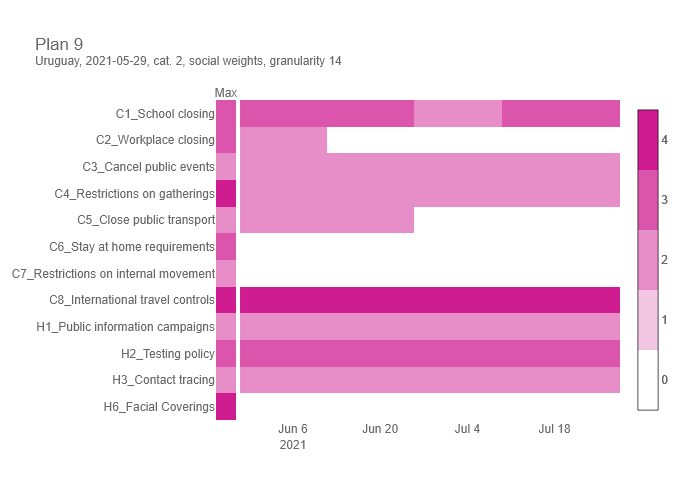 Plan 9
Uruguay, 2021-05-29, cat. 2, social weights, granularity 14
Max
C1_School closing
C2_Workplace closing
C3_Cancel public events
C4_Restrictions on gatherings
C5_Close public transport
C6_Stay at home requirements
C7_Restrictions on internal movement
C8_International travel controls
H1_Public information campaigns
H2_Testing policy
H3_Contact tracing
H6_Facial Coverings
4
3
2
1
0
Jun 6 Jun 20 Jul 4 Jul 18
2021